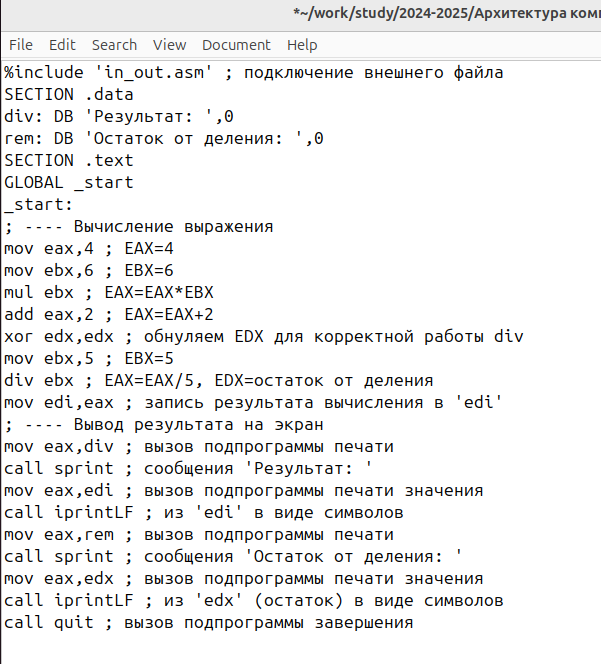 *~/work/study/2024-2025/Архитектура
File Edit Search View Document Help
%include 'in_out.asm' ; подключение внешнего файла
SECTION .data
div: DB 'Результат: ',0
rem: DB 'Остаток от деления: ',0
SECTION .text
GLOBAL _start
_start:
; ---- Вычисление выражения
mov eax,4 ; EAX=4
mov ebx,6 ; EBX=6
mul ebx ; EAX=EAX*EBX
add eax,2 ; EAX=EAX+2
xor edx,edx ; обнуляем EDX для корректной работы div
mov ebx,5 ; EBX=5
div ebx ; EAX=EAX/5, EDX=остаток от деления
mov edi,eax ; запись результата вычисления в 'edi'
; ---- Вывод результата на экран
mov eax,div ; вызов подпрограммы печати
call sprint ; сообщения 'Результат: '
mov eax,edi ; вызов подпрограммы печати значения
call iprintLF ; из 'edi' в виде символов
mov eax,rem ; вызов подпрограммы печати
call sprint ; сообщения 'Остаток от деления: '
mov eax,edx ; вызов подпрограммы печати значения
call iprintLF ; из 'edx' (остаток) в виде символов
call quit ; вызов подпрограммы завершения